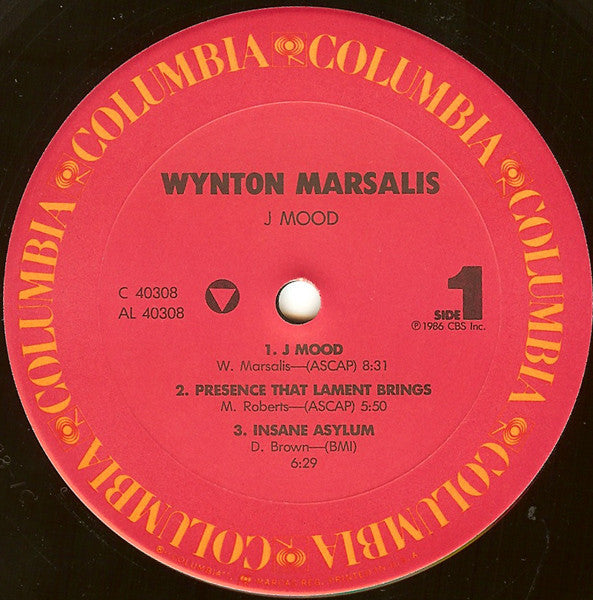 COLUMBIA COLUMBIA COLUMBIA COLUMBIA COLUMBIA COLUMBIA COLUMBIA COLUMBIA
WYNTON MARSALIS
J MOOD
C 40308
AL 40308
SIDE 1
℗ 1986 CBS Inc.
1. J MOOD
W. Marsalis—(ASCAP) 8:31
2. PRESENCE THAT LAMENT BRINGS
M. Roberts—(ASCAP) 5:50
3. INSANE ASYLUM
D. Brown—(BMI)
6:29